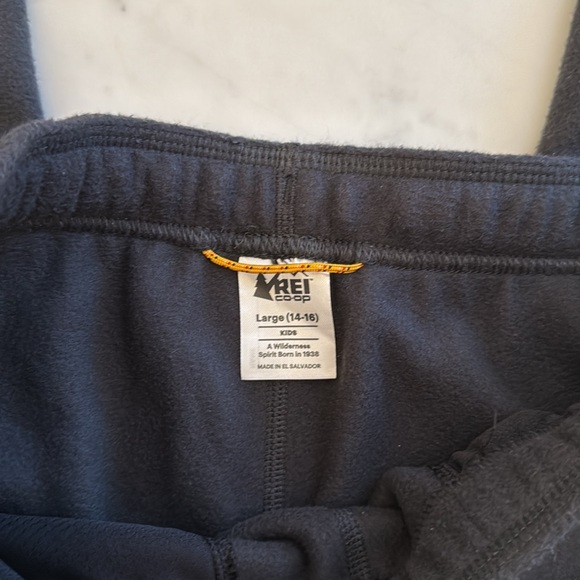 REI
co·op
Large (14-16)
KIDS
A Wilderness
Spirit Born in 1938
MADE IN EL SALVADOR